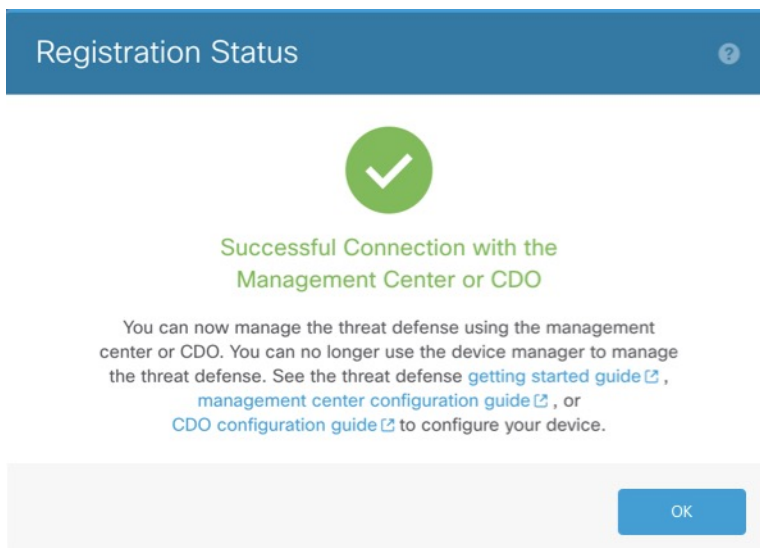 Registration Status
Successful Connection with the
Management Center or CDO
You can now manage the threat defense using the management
center or CDO. You can no longer use the device manager to manage
the threat defense. See the threat defense getting started guide ,
management center configuration guide , or
CDO configuration guide to configure your device.
OK